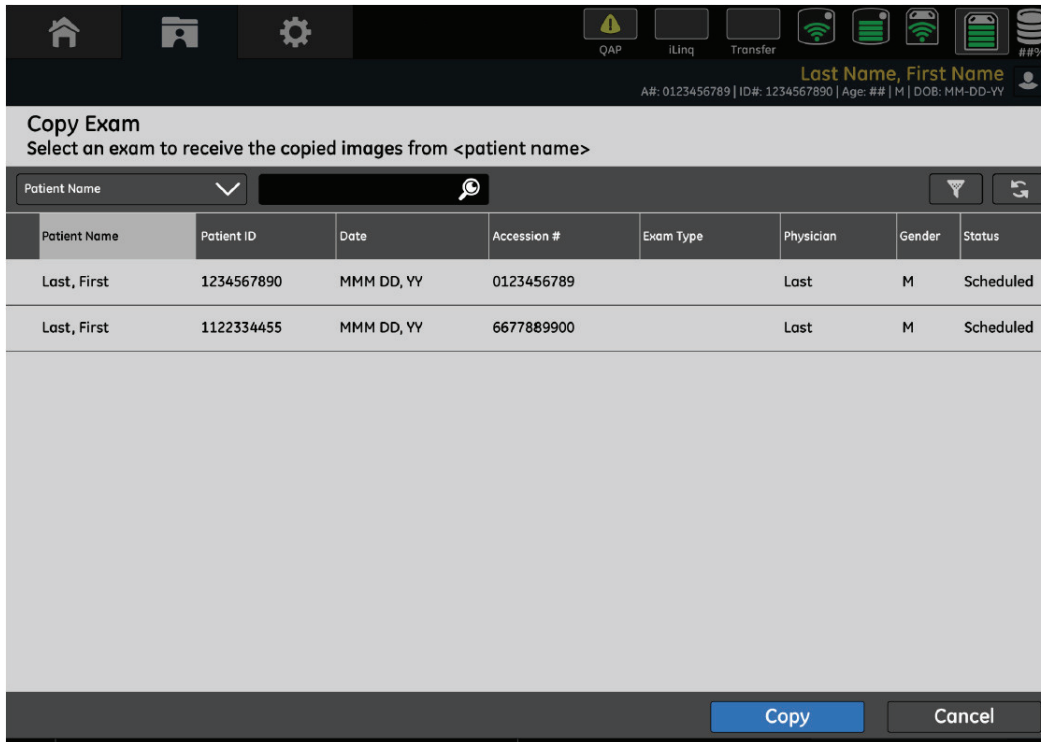 QAP iLinq Transfer ##%
Last Name, First Name
A#: 0123456789 | ID#: 1234567890 | Age: ## | M | DOB: MM-DD-YY
Copy Exam
Select an exam to receive the copied images from <patient name>
Patient Name
Patient Name Patient ID Date Accession # Exam Type Physician Gender Status
Last, First 1234567890 MMM DD, YY 0123456789 Last M Scheduled
Last, First 1122334455 MMM DD, YY 6677889900 Last M Scheduled
Copy Cancel